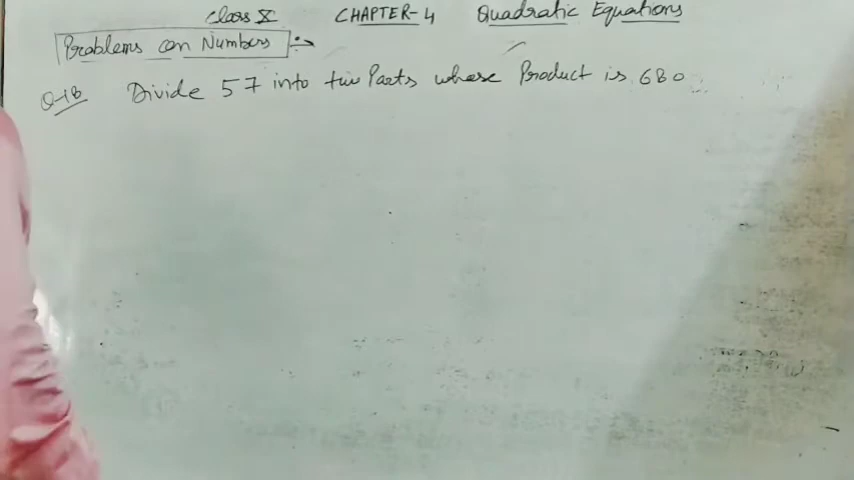 Class X CHAPTER-4 Quadratic Equations
Problems on Numbers :→
Q-18 Divide 57 into two Parts whose Product is 680